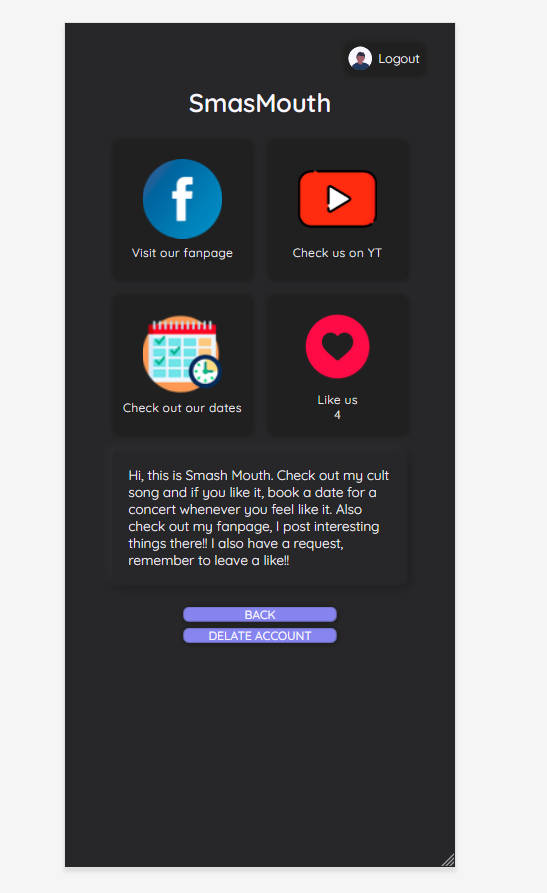 Logout
SmasMouth
Visit our fanpage
Check us on YT
Check out our dates
Like us
4
Hi, this is Smash Mouth. Check out my cult
song and if you like it, book a date for a
concert whenever you feel like it. Also
check out my fanpage, I post interesting
things there!! I also have a request,
remember to leave a like!!
BACK
DELATE ACCOUNT